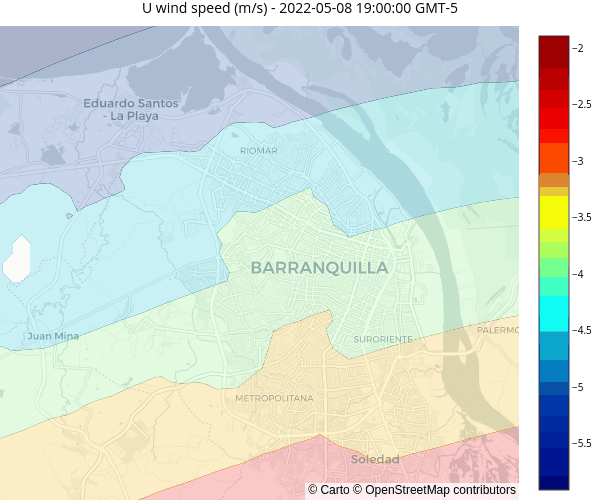 U wind speed (m/s) - 2022-05-08 19:00:00 GMT-5
−2
Eduardo Santos
- La Playa
−2.5
RIOMAR
−3
−3.5
BARRANQUILLA
−4
Juan Mina
SURORIENTE
PALERMO
−4.5
METROPOLITANA
−5
Soledad
−5.5
© Carto © OpenStreetMap contributors